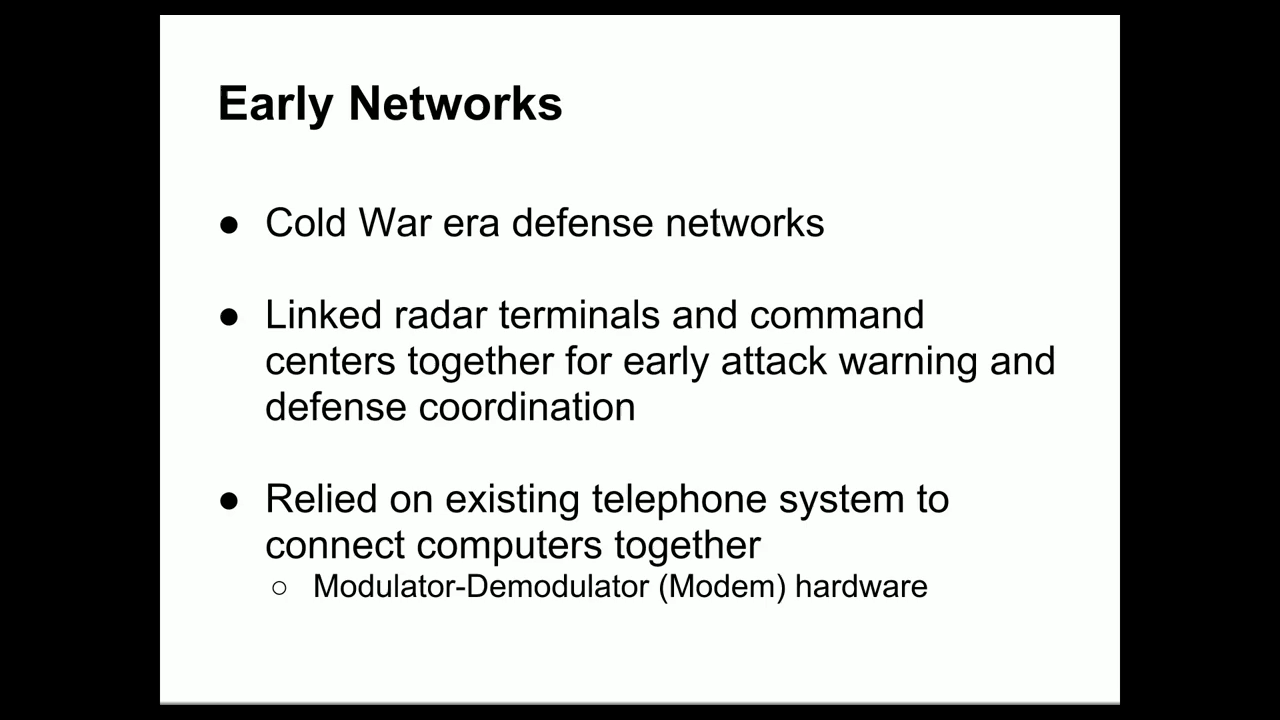 Early Networks
● Cold War era defense networks
● Linked radar terminals and command
centers together for early attack warning and
defense coordination
● Relied on existing telephone system to
connect computers together
○ Modulator-Demodulator (Modem) hardware